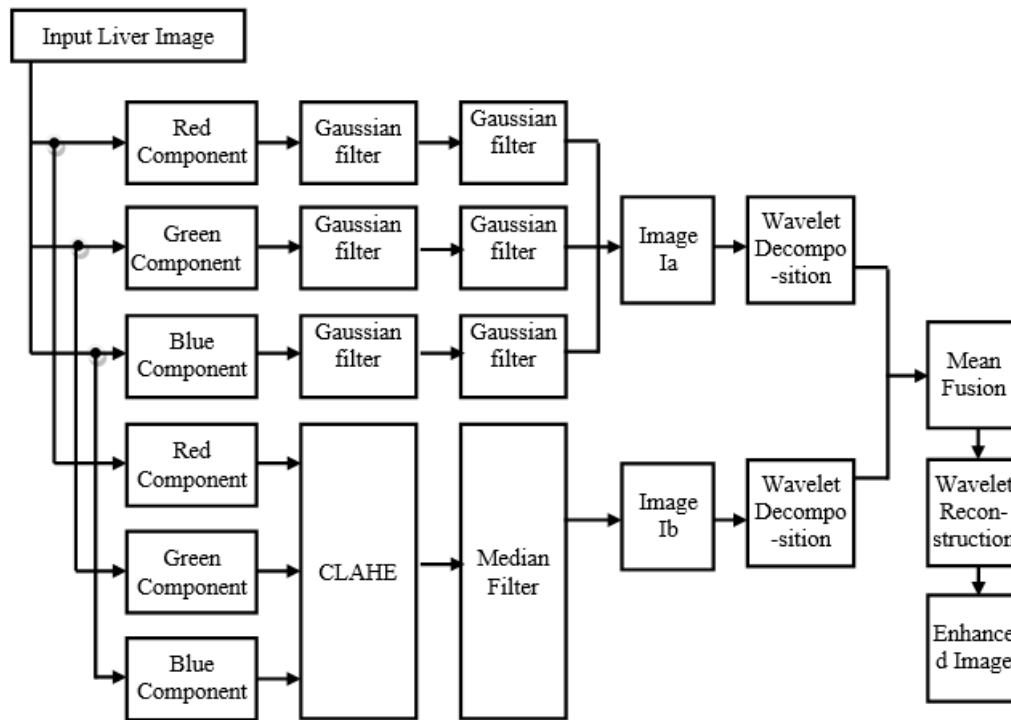 Input Liver Image
Red
Component
Gaussian
filter
Gaussian
filter
Green
Component
Gaussian
filter
Gaussian
filter
Image
Ia
Wavelet
Decompo
-sition
Blue
Component
Gaussian
filter
Gaussian
filter
Mean
Fusion
Red
Component
Green
Component
Blue
Component
CLAHE
Median
Filter
Image
Ib
Wavelet
Decompo
-sition
Wavelet
Recon-
struction
Enhance
d Image